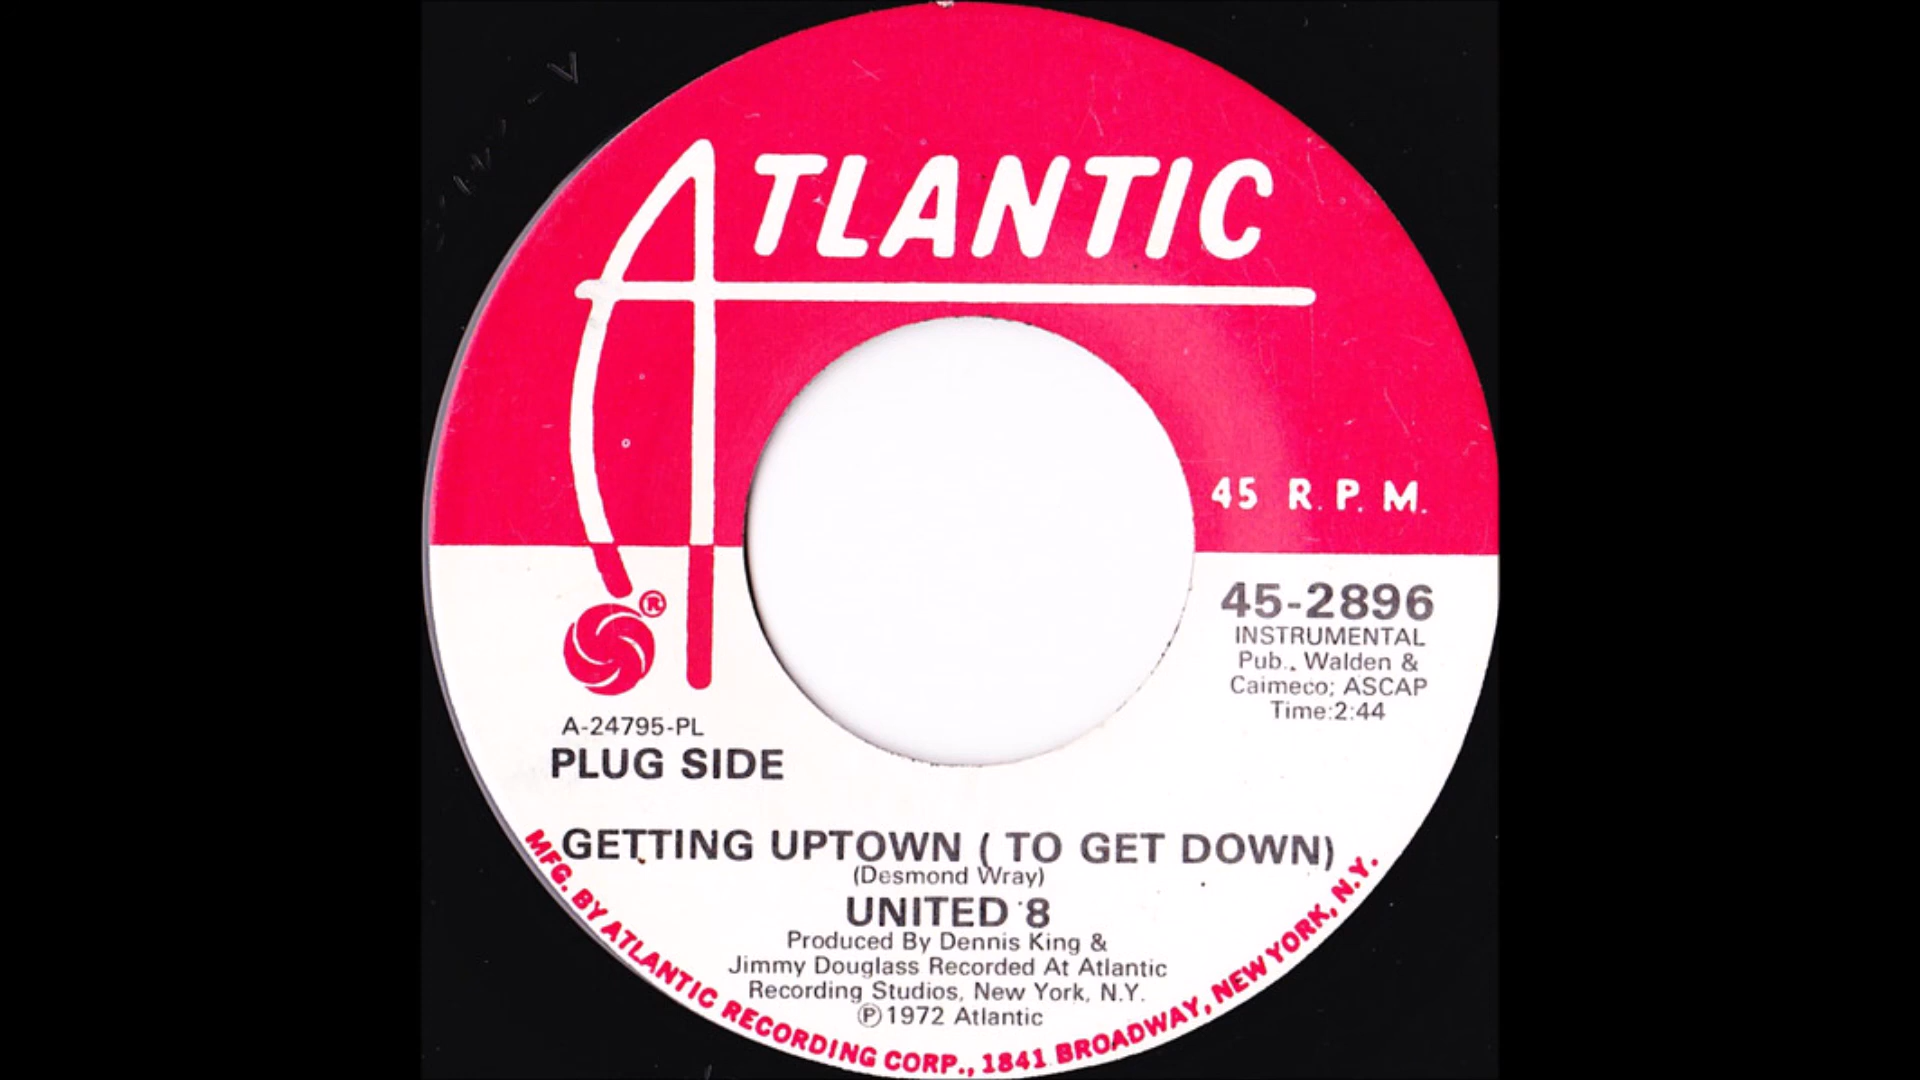 ATLANTIC
45 R.P.M.
45-2896
INSTRUMENTAL
Pub., Walden &
Caimeco; ASCAP
Time:2:44
®
A-24795-PL
PLUG SIDE
GETTING UPTOWN ( TO GET DOWN)
(Desmond Wray)
UNITED 8
Produced By Dennis King &
Jimmy Douglass Recorded At Atlantic
Recording Studios, New York, N.Y.
℗1972 Atlantic
MFG. BY ATLANTIC RECORDING CORP., 1841 BROADWAY, NEW YORK, N.Y.